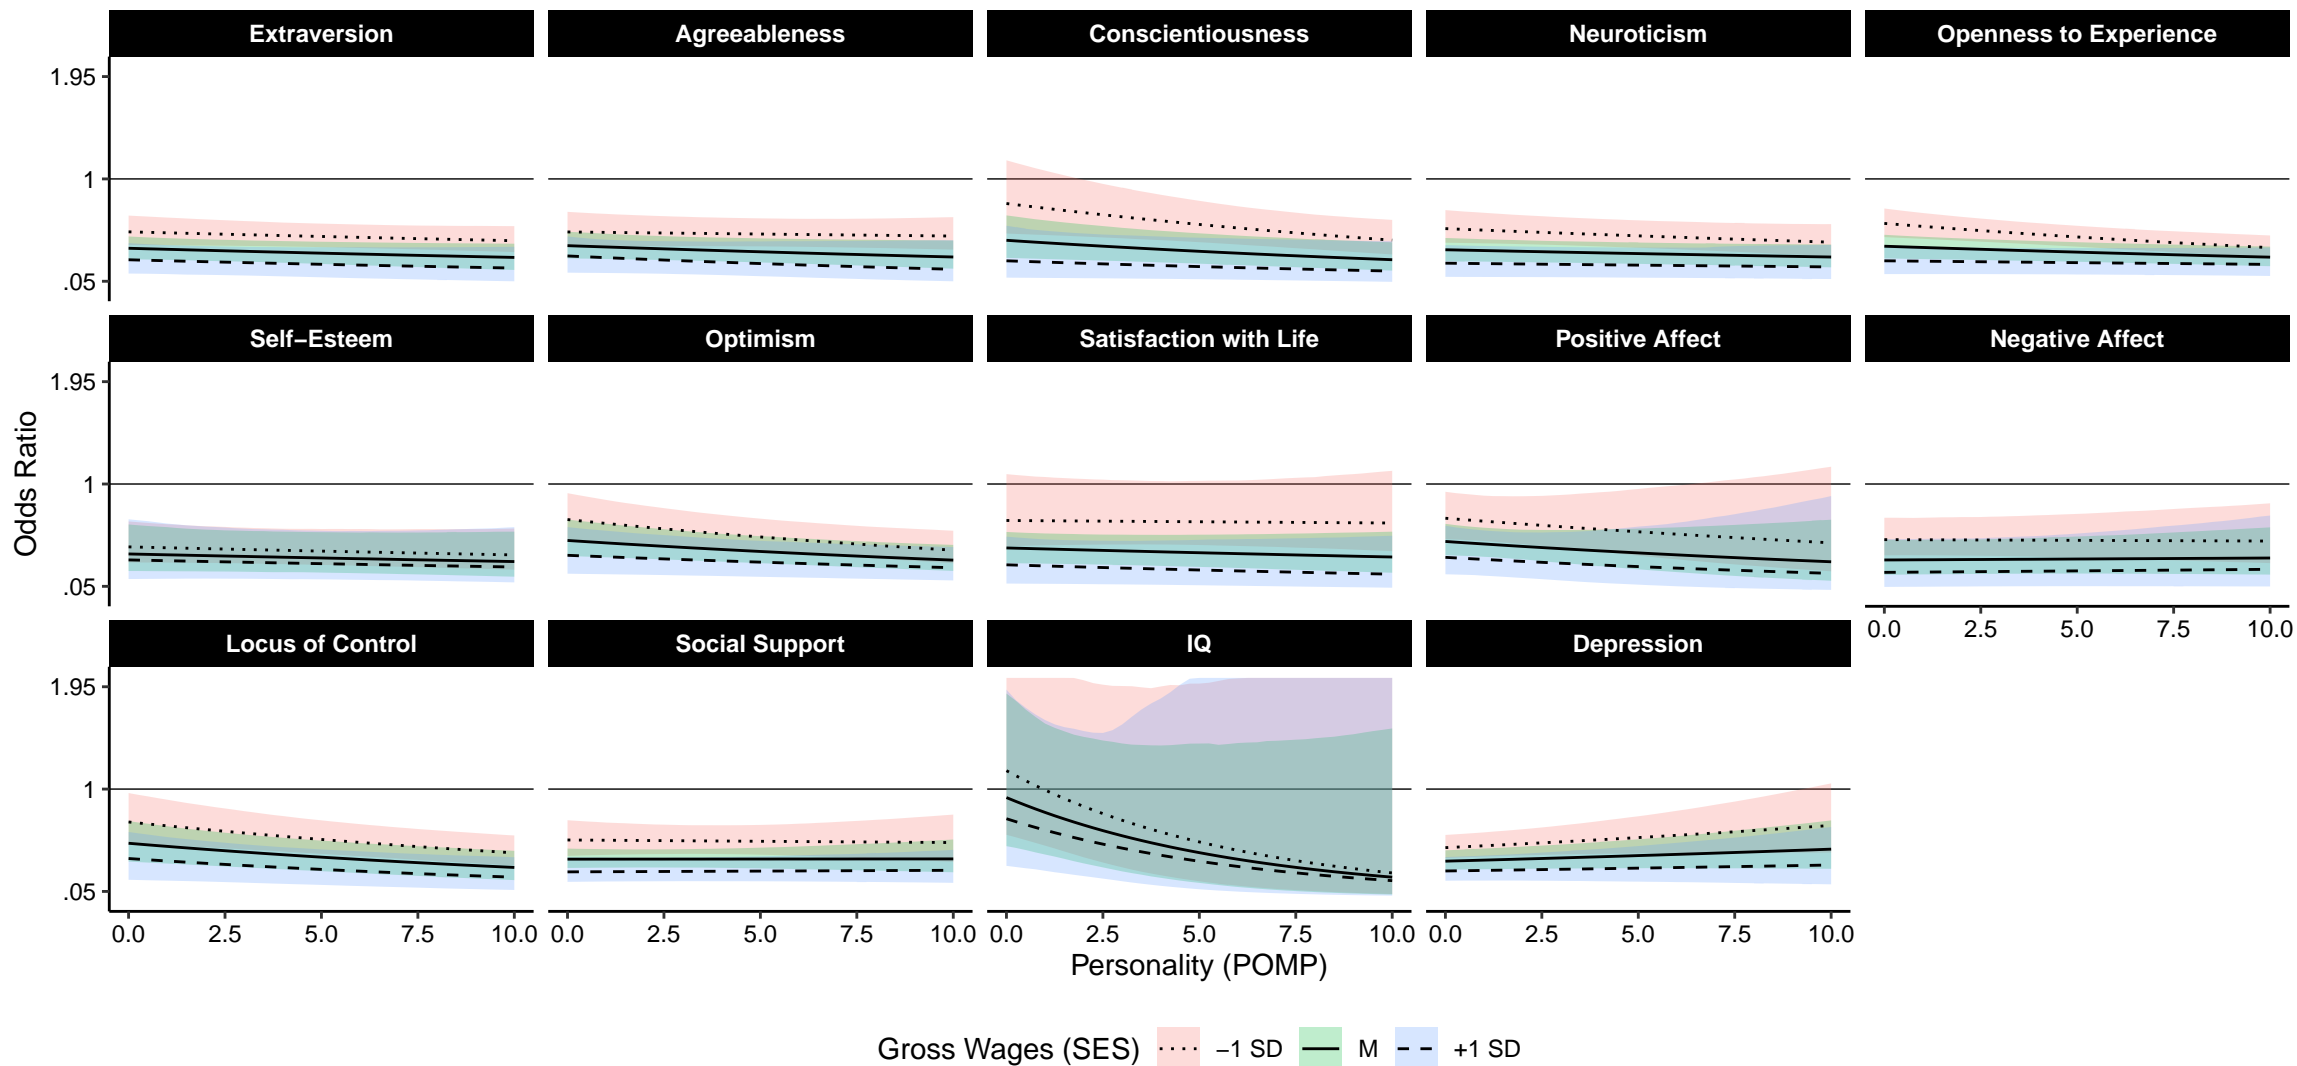 Extraversion Agreeableness Conscientiousness Neuroticism Openness to Experience
1.95
1
.05
Self−Esteem Optimism Satisfaction with Life Positive Affect Negative Affect
1.95
1
.05
0.0 2.5 5.0 7.5 10.0
Locus of Control Social Support IQ Depression
1.95
1
.05
0.0 2.5 5.0 7.5 10.0 0.0 2.5 5.0 7.5 10.0 0.0 2.5 5.0 7.5 10.0 0.0 2.5 5.0 7.5 10.0
Odds Ratio
Personality (POMP)
Gross Wages (SES) −1 SD M +1 SD